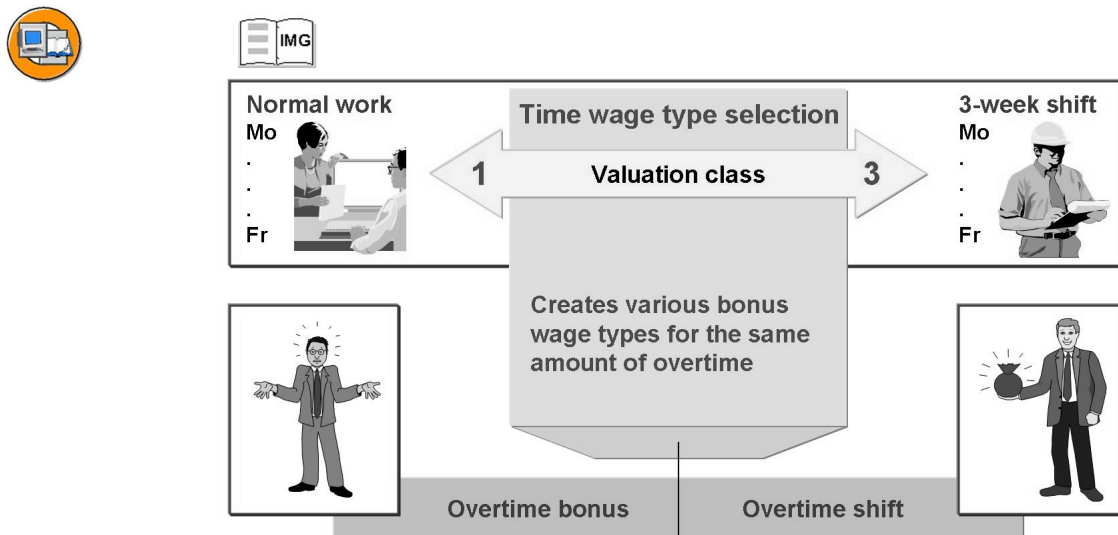 IMG
Normal work
Mo
.
.
.
Fr
Time wage type selection
1
Valuation class
3
3-week shift
Mo
.
.
.
Fr
Creates various bonus
wage types for the same
amount of overtime
Overtime bonus
Overtime shift